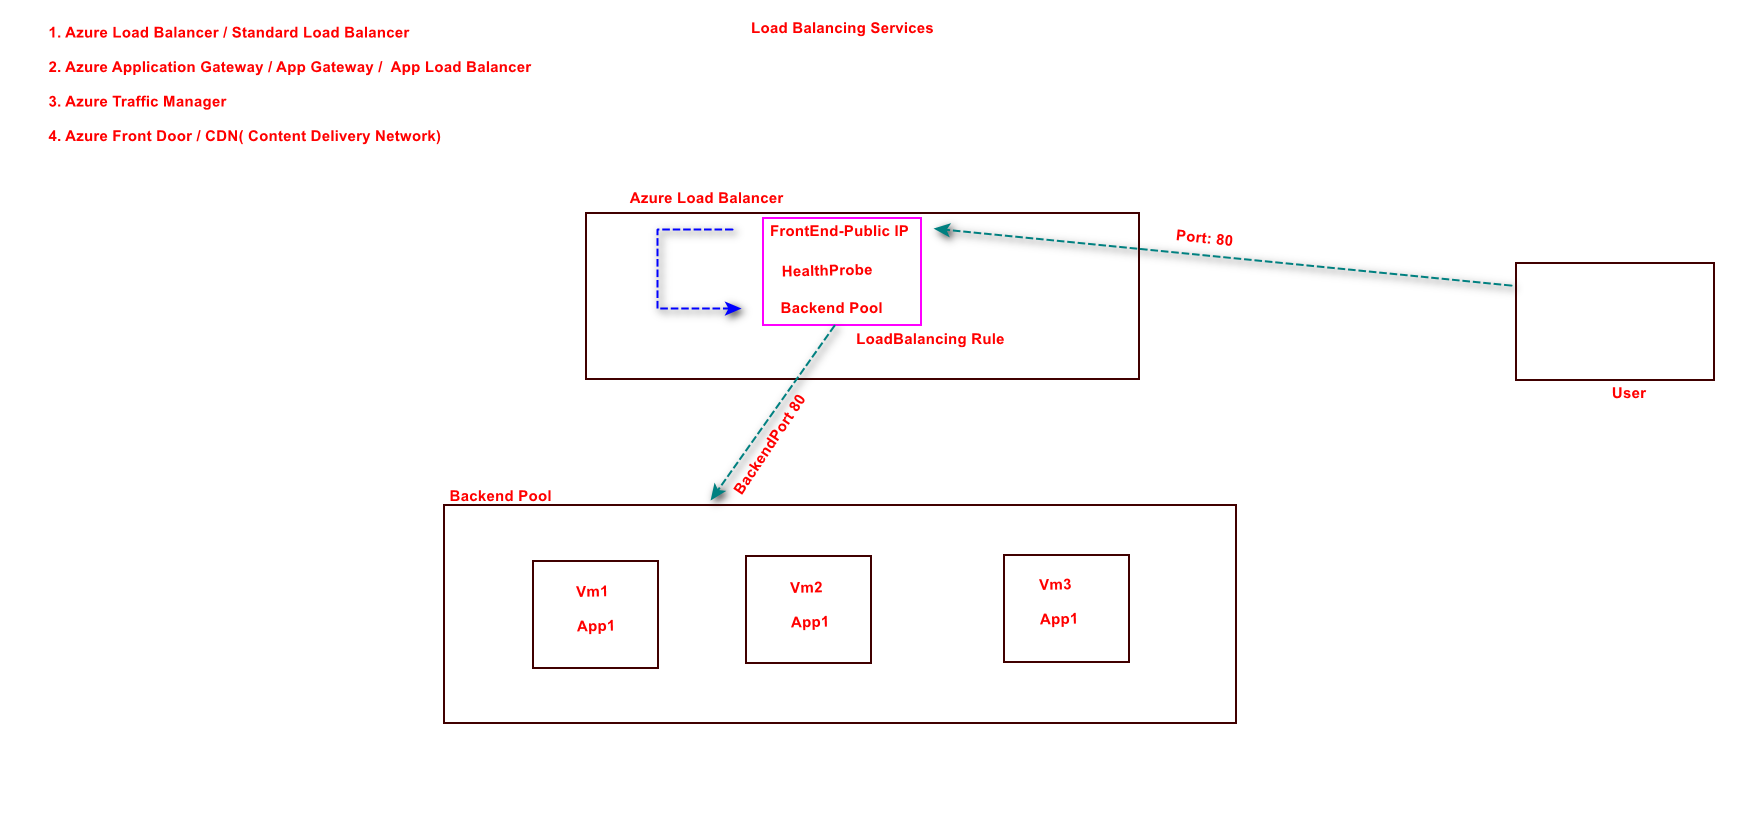 Load Balancing Services
1. Azure Load Balancer / Standard Load Balancer
2. Azure Application Gateway / App Gateway /  App Load Balancer
3. Azure Traffic Manager
4. Azure Front Door / CDN( Content Delivery Network)
Azure Load Balancer
FrontEnd-Public IP
HealthProbe
Backend Pool
LoadBalancing Rule
Port: 80
User
BackendPort 80
Backend Pool
Vm1
App1
Vm2
App1
Vm3
App1